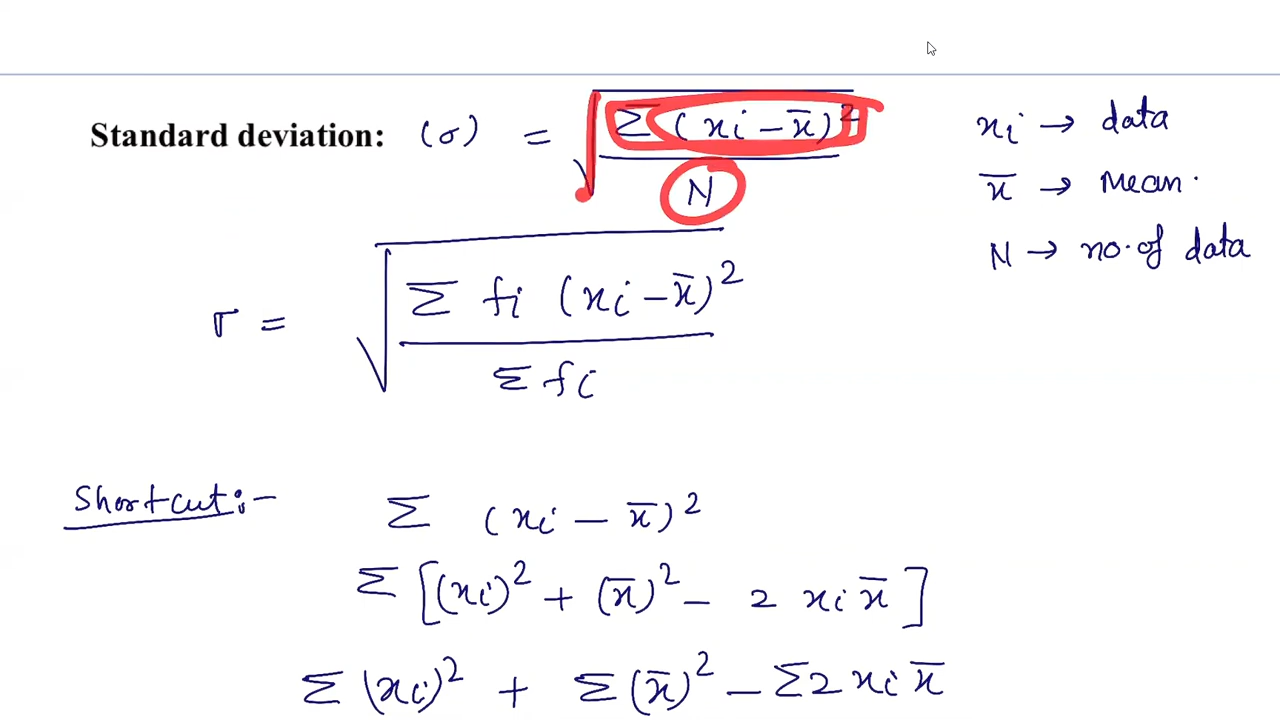 Standard deviation: (σ) = √(Σ (xi − x̄)² / N)
xi → data
x̄ → Mean.
N → no. of data
σ = √(Σ fi (xi − x̄)² / Σ fi)
Shortcut:- Σ (xi − x̄)²
Σ [(xi)² + (x̄)² − 2 xi x̄]
Σ (xi)² + Σ (x̄)² − Σ 2 xi x̄